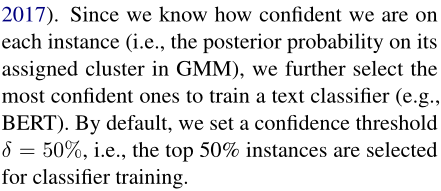 2017). Since we know how confident we are on
each instance (i.e., the posterior probability on its
assigned cluster in GMM), we further select the
most confident ones to train a text classifier (e.g.,
BERT). By default, we set a confidence threshold
δ = 50%, i.e., the top 50% instances are selected
for classifier training.